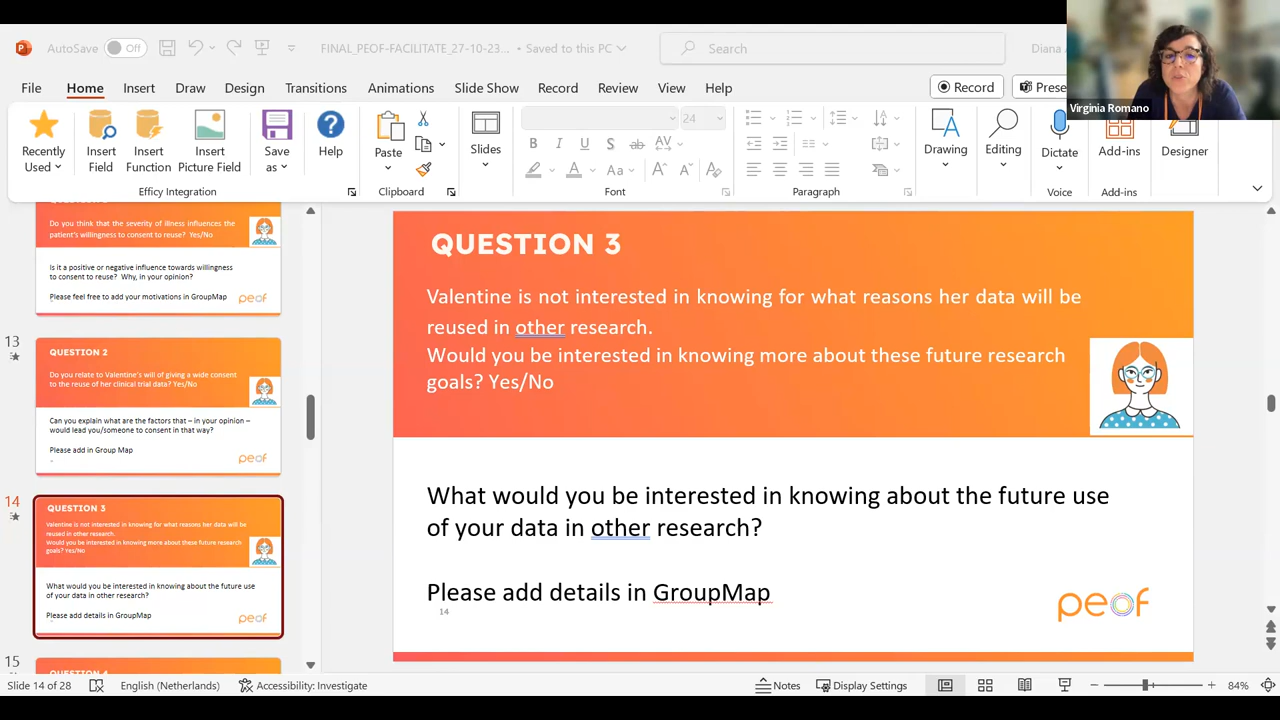 AutoSave Off FINAL_PEOF-FACILITATE_27-10-23... • Saved to this PC Search Diana
File Home Insert Draw Design Transitions Animations Slide Show Record Review View Help Record Prese
Virginia Romano
Recently Used Insert Field Insert Function Insert Picture Field Save as Help Paste Slides 24 Drawing Editing Dictate Add-ins Designer
Efficy Integration Clipboard Font Paragraph Voice Add-ins
Do you think that the severity of illness influences the
patient's willingness to consent to reuse? Yes/No
Is it a positive or negative influence towards willingness
to consent to reuse? Why, in your opinion?
Please feel free to add your motivations in GroupMap
peof
13
QUESTION 2
Do you relate to Valentine's will of giving a wide consent
to the reuse of her clinical trial data? Yes/No
Can you explain what are the factors that – in your opinion –
would lead you/someone to consent in that way?
Please add in Group Map
peof
14
QUESTION 3
Valentine is not interested in knowing for what reasons her data will be
reused in other research.
Would you be interested in knowing more about these future research
goals? Yes/No
What would you be interested in knowing about the future use
of your data in other research?
Please add details in GroupMap
peof
15
QUESTION 4
QUESTION 3
Valentine is not interested in knowing for what reasons her data will be
reused in other research.
Would you be interested in knowing more about these future research
goals? Yes/No
What would you be interested in knowing about the future use
of your data in other research?
Please add details in GroupMap
14
peof
Slide 14 of 28 English (Netherlands) Accessibility: Investigate Notes Display Settings 84%